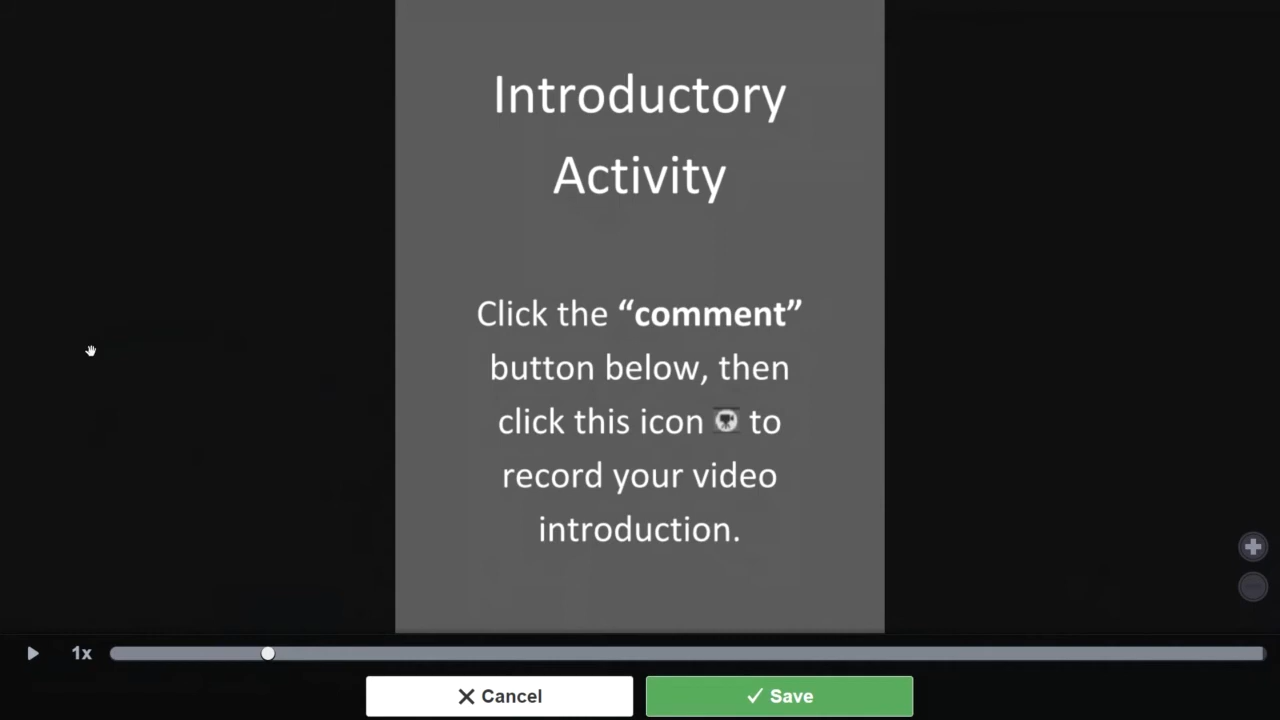 Introductory
Activity
Click the “comment”
button below, then
click this icon to
record your video
introduction.
1x
Cancel
Save